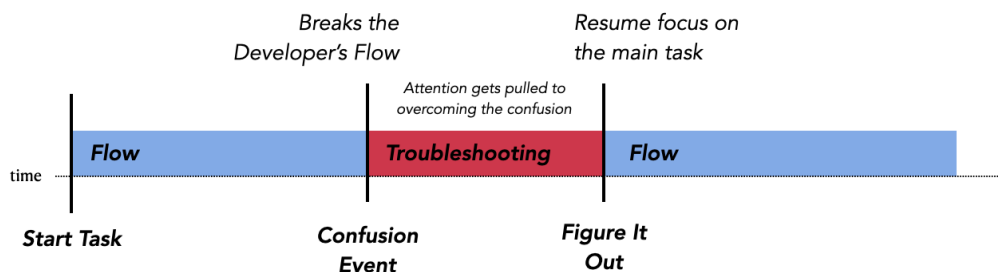 Breaks the
Developer's Flow
Resume focus on
the main task
Attention gets pulled to
overcoming the confusion
Flow
Troubleshooting
Flow
time
Start Task
Confusion
Event
Figure It
Out